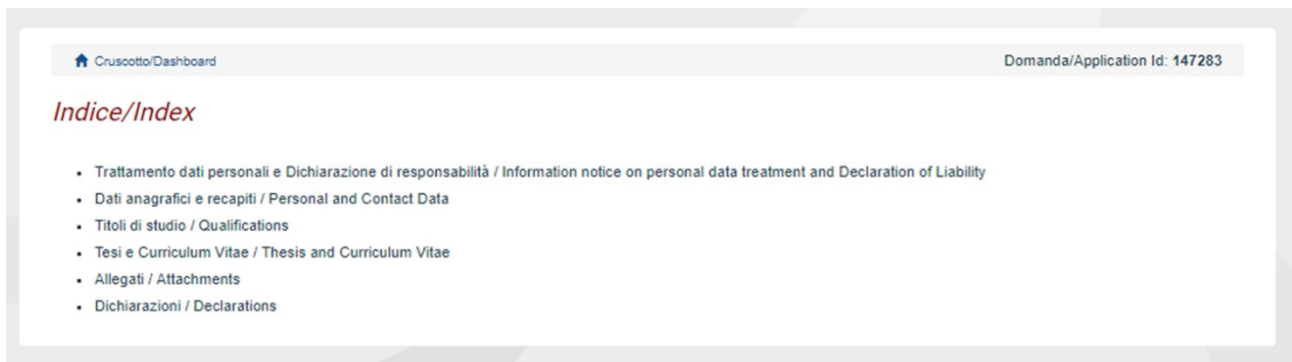 Cruscotto/Dashboard
Domanda/Application Id: 147283
Indice/Index
Trattamento dati personali e Dichiarazione di responsabilità / Information notice on personal data treatment and Declaration of Liability
Dati anagrafici e recapiti / Personal and Contact Data
Titoli di studio / Qualifications
Tesi e Curriculum Vitae / Thesis and Curriculum Vitae
Allegati / Attachments
Dichiarazioni / Declarations